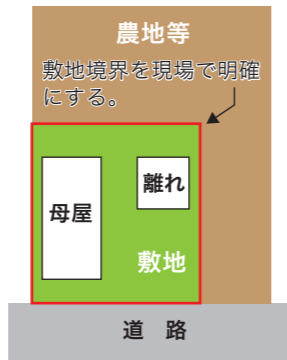 農地等
敷地境界を現場で明確
にする。
離れ
母屋
敷地
道 路